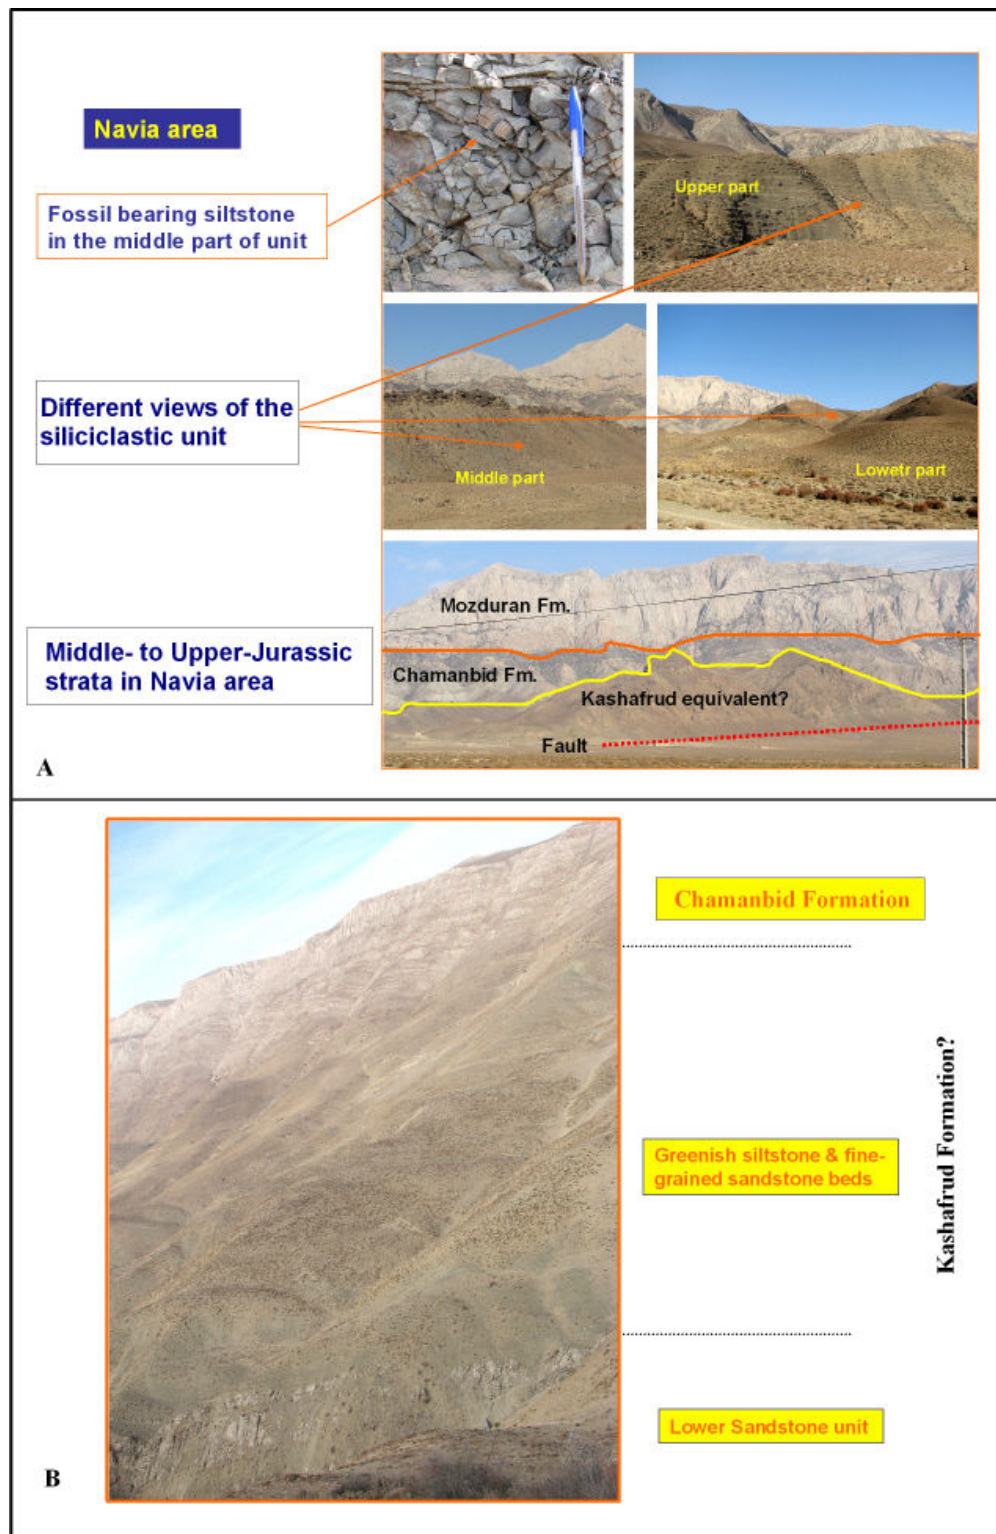 Navia area
Fossil bearing siltstone
in the middle part of unit
Upper part
Different views of the
siliciclastic unit
Middle part
Lowetr part
Middle- to Upper-Jurassic
strata in Navia area
Mozduran Fm.
Chamanbid Fm.
Kashafrud equivalent?
Fault
A
Chamanbid Formation
Greenish siltstone & fine-
grained sandstone beds
Kashafrud Formation?
Lower Sandstone unit
B